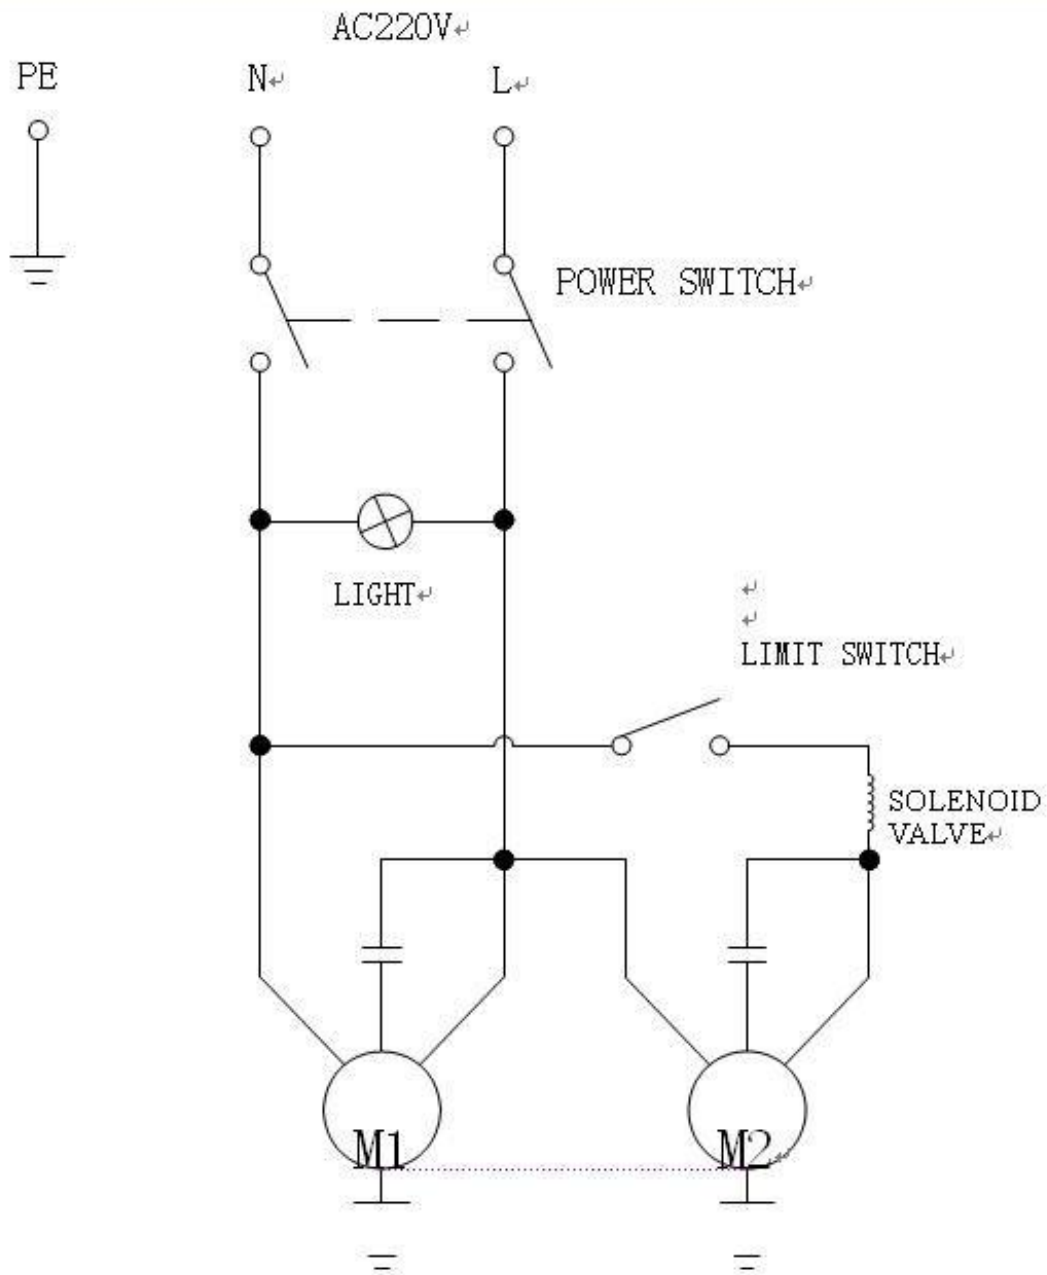 AC220V↵
PE
N↵
L↵
POWER SWITCH↵
LIGHT↵
↵
↵
LIMIT SWITCH↵
SOLENOID
VALVE↵
M1
M2↵